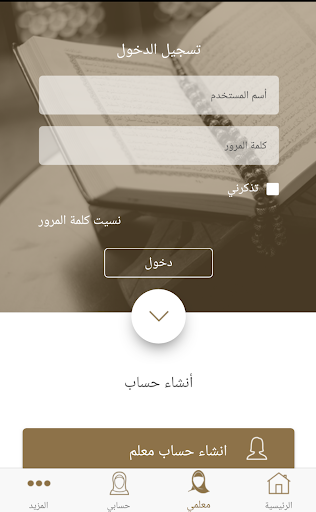 تسجيل الدخول
أسم المستخدم
كلمة المرور
تذكرني
نسيت كلمة المرور
دخول
أنشاء حساب
انشاء حساب معلم
الرئيسية
معلمي
حسابي
المزيد